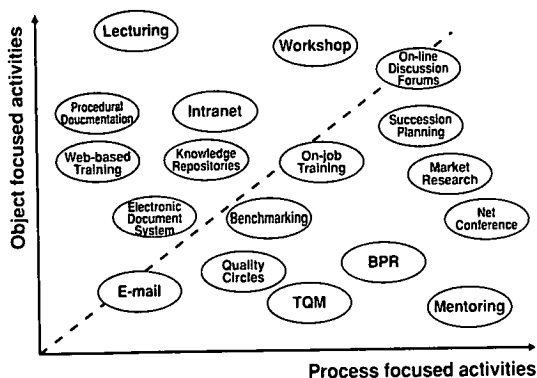 Object focused activities
Lecturing
Workshop
On-line
Discussion
Forums
Procedural
Doucmentation
Intranet
Succession
Planning
Web-based
Training
Knowledge
Repositories
On-job
Training
Market
Research
Electronic
Document
System
Benchmarking
Net
Conference
Quality
Circles
BPR
E-mail
TQM
Mentoring
Process focused activities